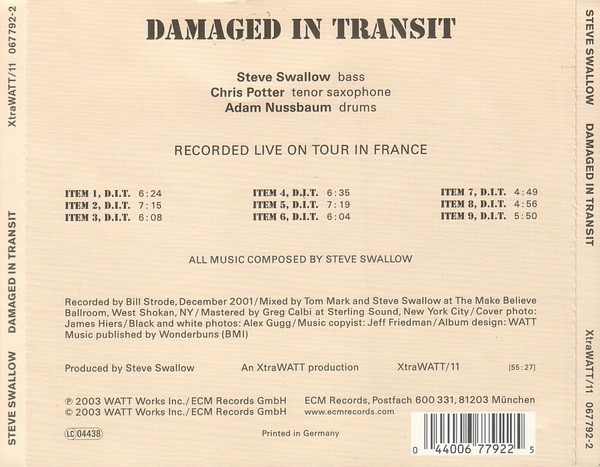 DAMAGED IN TRANSIT
Steve Swallow bass
Chris Potter tenor saxophone
Adam Nussbaum drums
RECORDED LIVE ON TOUR IN FRANCE
ITEM 1, D.I.T. 6:24
ITEM 2, D.I.T. 7:15
ITEM 3, D.I.T. 6:08
ITEM 4, D.I.T. 6:35
ITEM 5, D.I.T. 7:19
ITEM 6, D.I.T. 6:04
ITEM 7, D.I.T. 4:49
ITEM 8, D.I.T. 4:56
ITEM 9, D.I.T. 5:50
ALL MUSIC COMPOSED BY STEVE SWALLOW
Recorded by Bill Strode, December 2001/Mixed by Tom Mark and Steve Swallow at The Make Believe
Ballroom, West Shokan, NY/Mastered by Greg Calbi at Sterling Sound, New York City/Cover photo:
James Hiers/Black and white photos: Alex Gugg/Music copyist: Jeff Friedman/Album design: WATT
Music published by Wonderbuns (BMI)
Produced by Steve Swallow An XtraWATT production XtraWATT/11 [55:27]
℗ 2003 WATT Works Inc./ECM Records GmbH
© 2003 WATT Works Inc./ECM Records GmbH
ECM Records, Postfach 600 331, 81203 München
www.ecmrecords.com
LC 04438
Printed in Germany
0 44006 77922 5
STEVE SWALLOW DAMAGED IN TRANSIT XtraWATT/11 067792-2
STEVE SWALLOW DAMAGED IN TRANSIT XtraWATT/11 067792-2